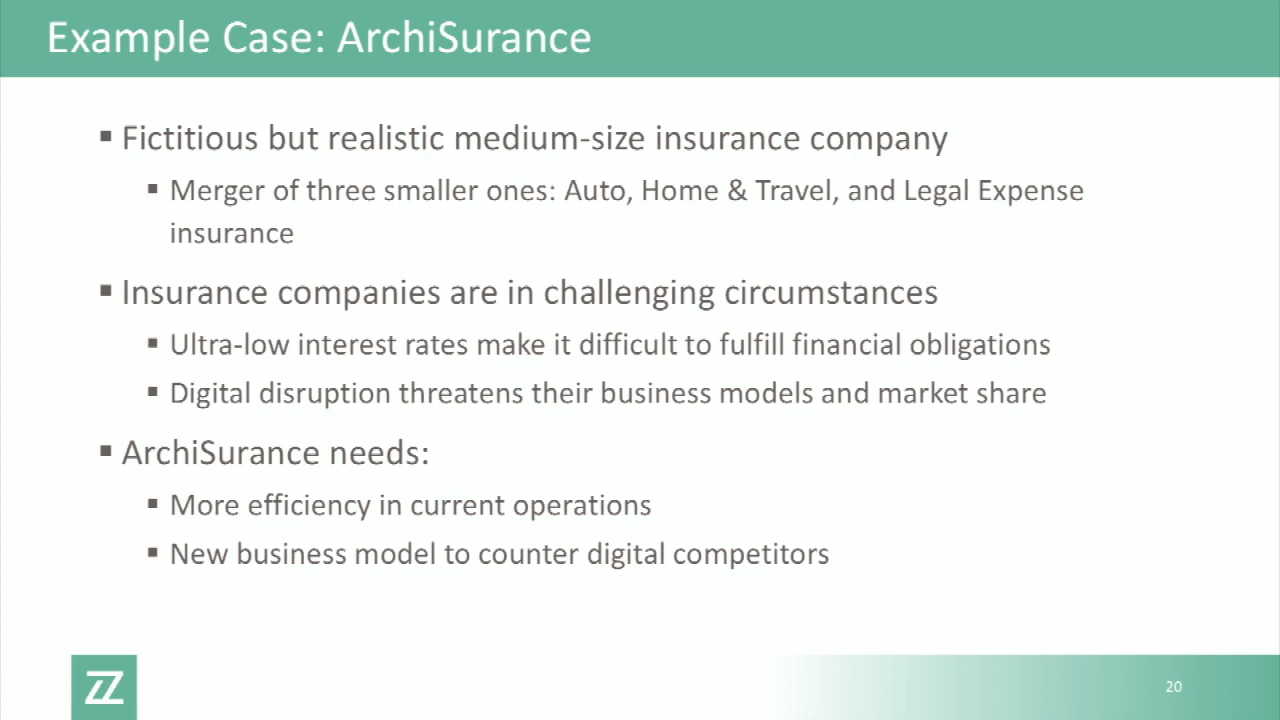 Example Case: ArchiSurance
▪ Fictitious but realistic medium-size insurance company
▪ Merger of three smaller ones: Auto, Home & Travel, and Legal Expense
insurance
▪ Insurance companies are in challenging circumstances
▪ Ultra-low interest rates make it difficult to fulfill financial obligations
▪ Digital disruption threatens their business models and market share
▪ ArchiSurance needs:
▪ More efficiency in current operations
▪ New business model to counter digital competitors
20